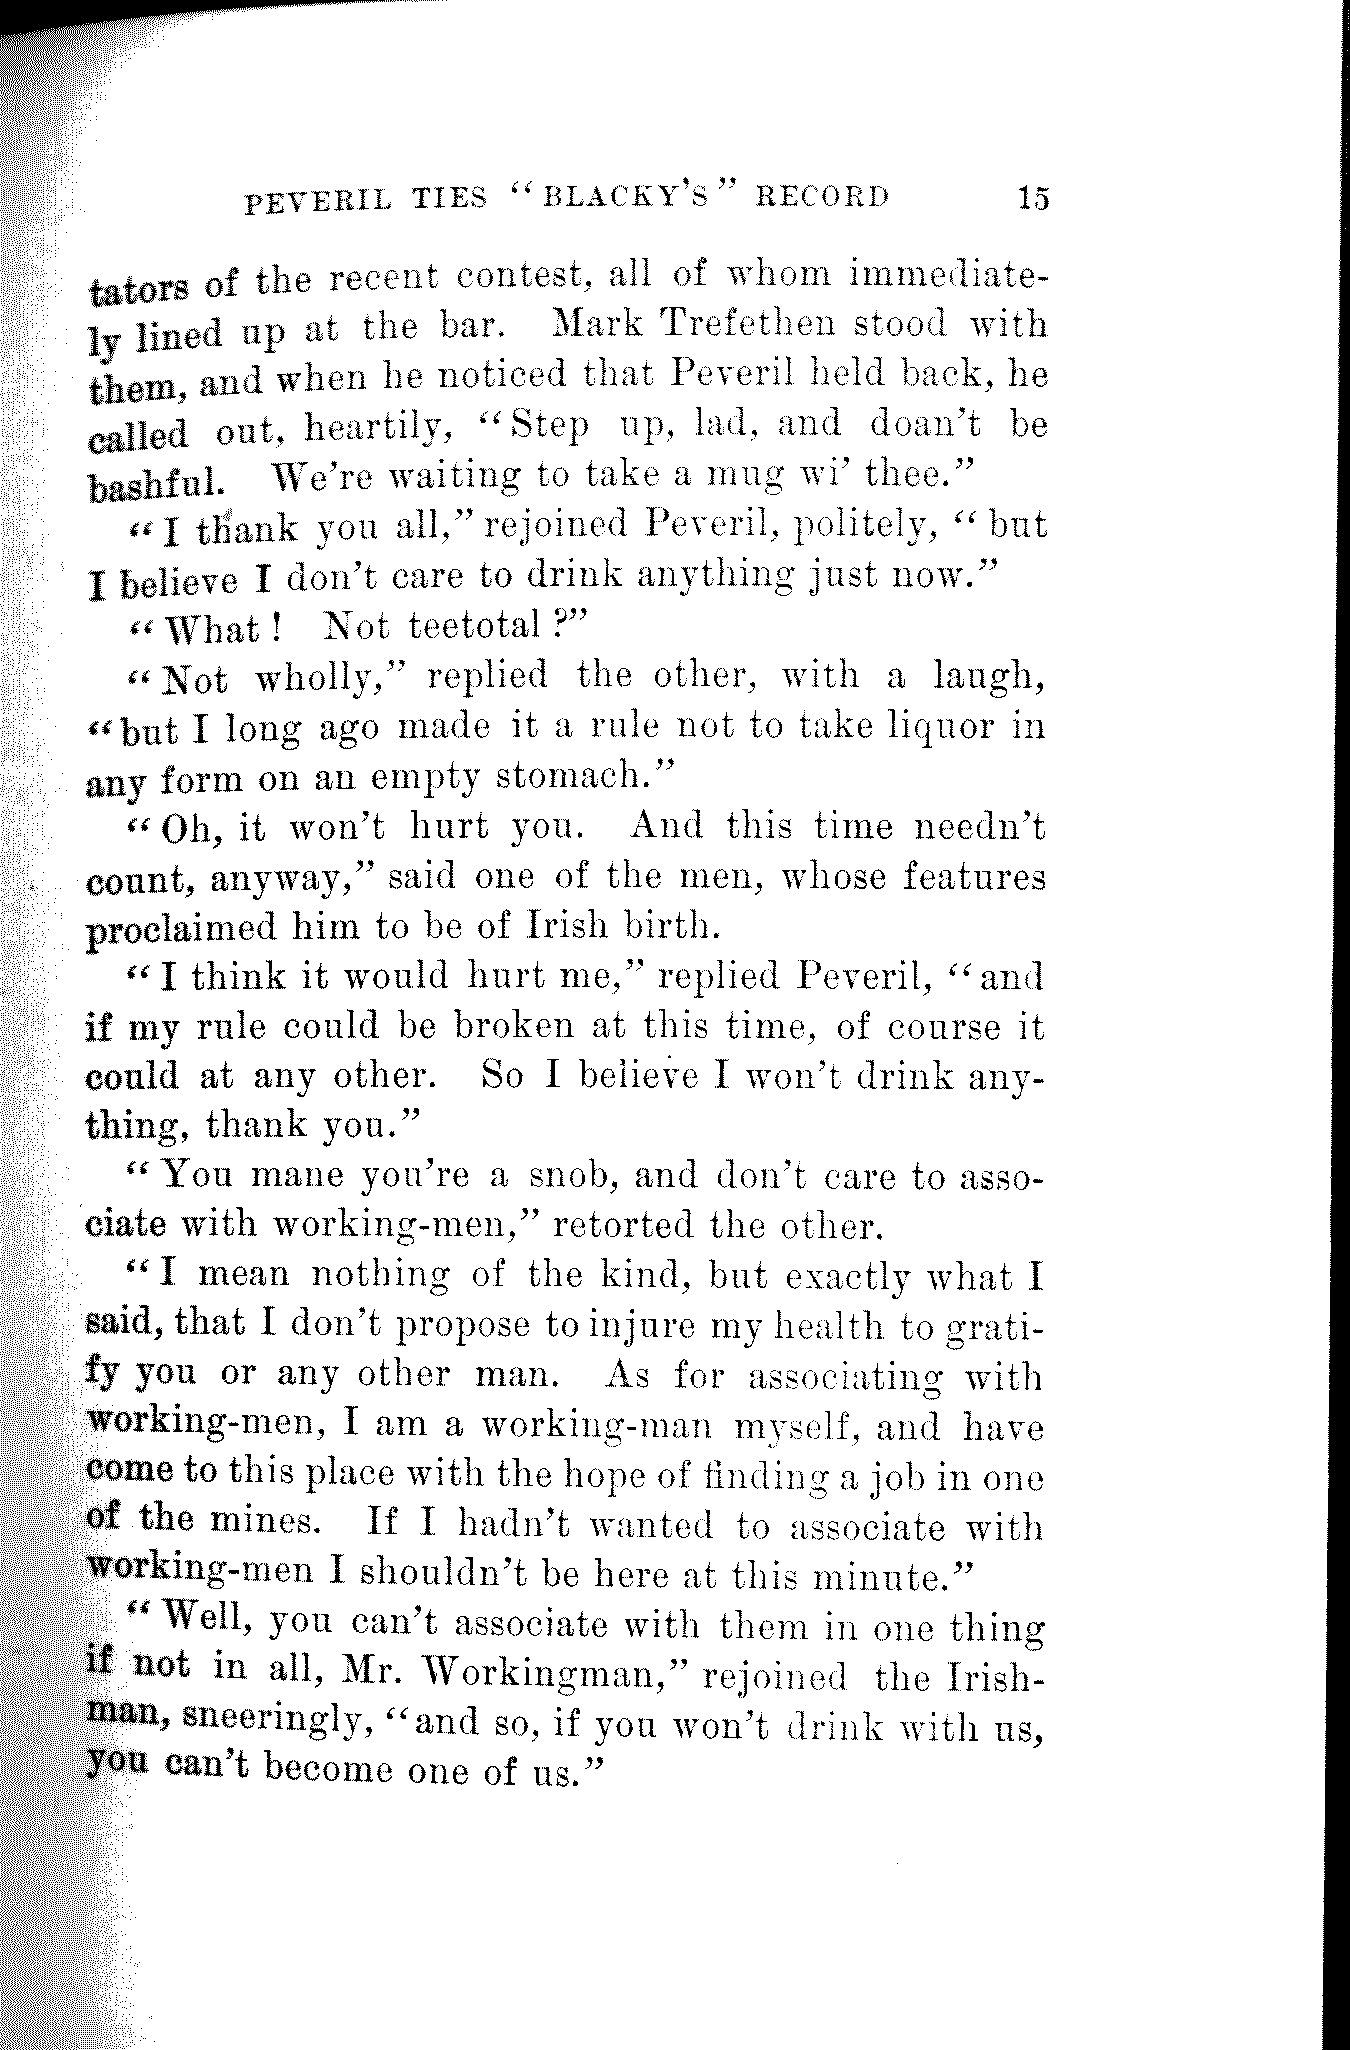 PEVERIL TIES “BLACKY’S” RECORD 15
tators of the recent contest, all of whom immediate-
ly lined up at the bar. Mark Trefethen stood with
them, and when he noticed that Peveril held back, he
called out, heartily, “Step up, lad, and doan’t be
bashful. We’re waiting to take a mug wi’ thee.”
“I thank you all,” rejoined Peveril, politely, “but
I believe I don’t care to drink anything just now.”
“What! Not teetotal?”
“Not wholly,” replied the other, with a laugh,
“but I long ago made it a rule not to take liquor in
any form on an empty stomach.”
“Oh, it won’t hurt you. And this time needn’t
count, anyway,” said one of the men, whose features
proclaimed him to be of Irish birth.
“I think it would hurt me,” replied Peveril, “and
if my rule could be broken at this time, of course it
could at any other. So I believe I won’t drink any-
thing, thank you.”
“You mane you’re a snob, and don’t care to asso-
ciate with working-men,” retorted the other.
“I mean nothing of the kind, but exactly what I
said, that I don’t propose to injure my health to grati-
fy you or any other man. As for associating with
working-men, I am a working-man myself, and have
come to this place with the hope of finding a job in one
of the mines. If I hadn’t wanted to associate with
working-men I shouldn’t be here at this minute.”
“Well, you can’t associate with them in one thing
if not in all, Mr. Workingman,” rejoined the Irish-
man, sneeringly, “and so, if you won’t drink with us,
you can’t become one of us.”